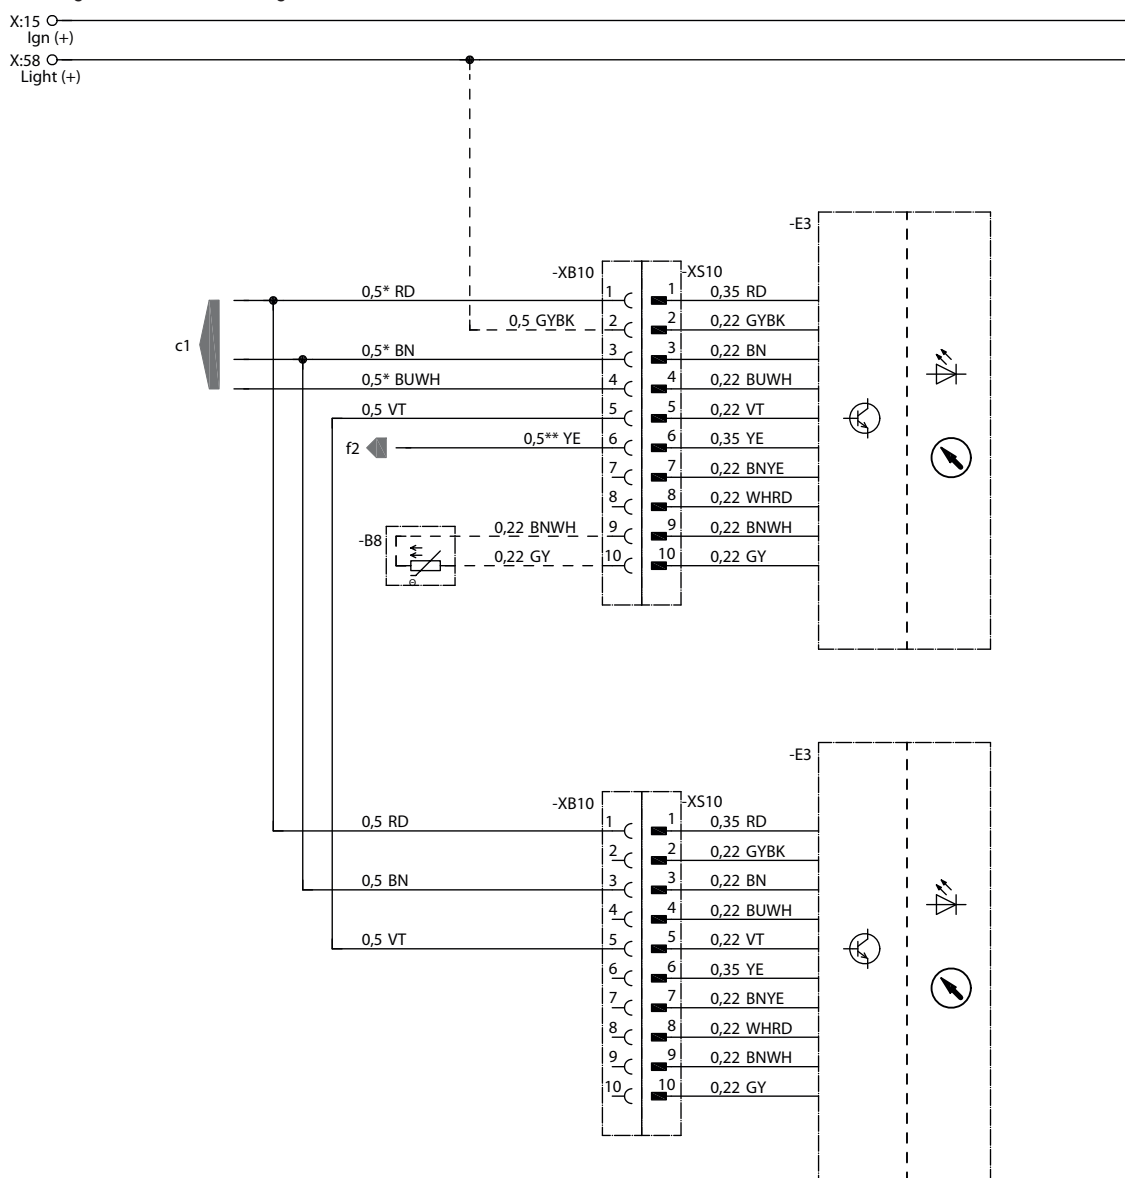 X:15
Ign (+)
X:58
Light (+)
-E3
-XB10 -XS10
0,5* RD 1 1 0,35 RD
0,5 GYBK 2 2 0,22 GYBK
c1
0,5* BN 3 3 0,22 BN
0,5* BUWH 4 4 0,22 BUWH
0,5 VT 5 5 0,22 VT
f2 0,5** YE 6 6 0,35 YE
7 7 0,22 BNYE
8 8 0,22 WHRD
-B8 0,22 BNWH 9 9 0,22 BNWH
0,22 GY 10 10 0,22 GY
Θ
-E3
-XB10 -XS10
0,5 RD 1 1 0,35 RD
2 2 0,22 GYBK
0,5 BN 3 3 0,22 BN
4 4 0,22 BUWH
0,5 VT 5 5 0,22 VT
6 6 0,35 YE
7 7 0,22 BNYE
8 8 0,22 WHRD
9 9 0,22 BNWH
10 10 0,22 GY